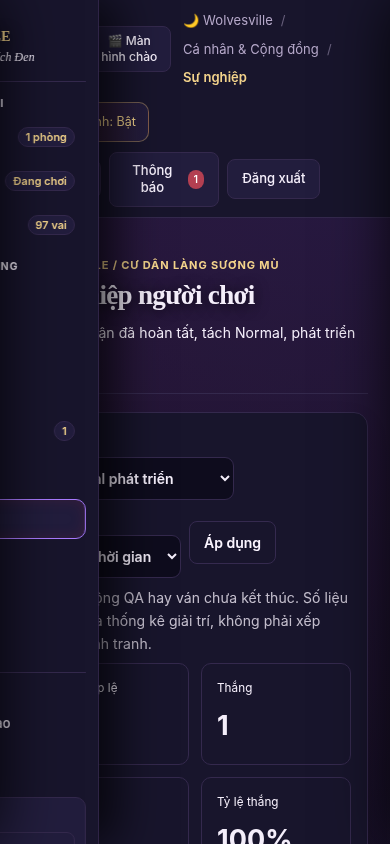 🌙 Wolvesville /
🎬 Màn
hình chào
Cá nhân & Cộng đồng /
Sự nghiệp
ch Đen
1 phòng
Bật
Đang chơi
Thông
báo
1
Đăng xuất
97 vai
NG
LE / CƯ DÂN LÀNG SƯƠNG MÙ
iệp người chơi
ận đã hoàn tất, tách Normal, phát triển
1
al phát triển
hời gian
Áp dụng
òng QA hay ván chưa kết thúc. Số liệu
thống kê giải trí, không phải xếp
nh tranh.
p lệ
Thắng
1
Tỷ lệ thắng
100%